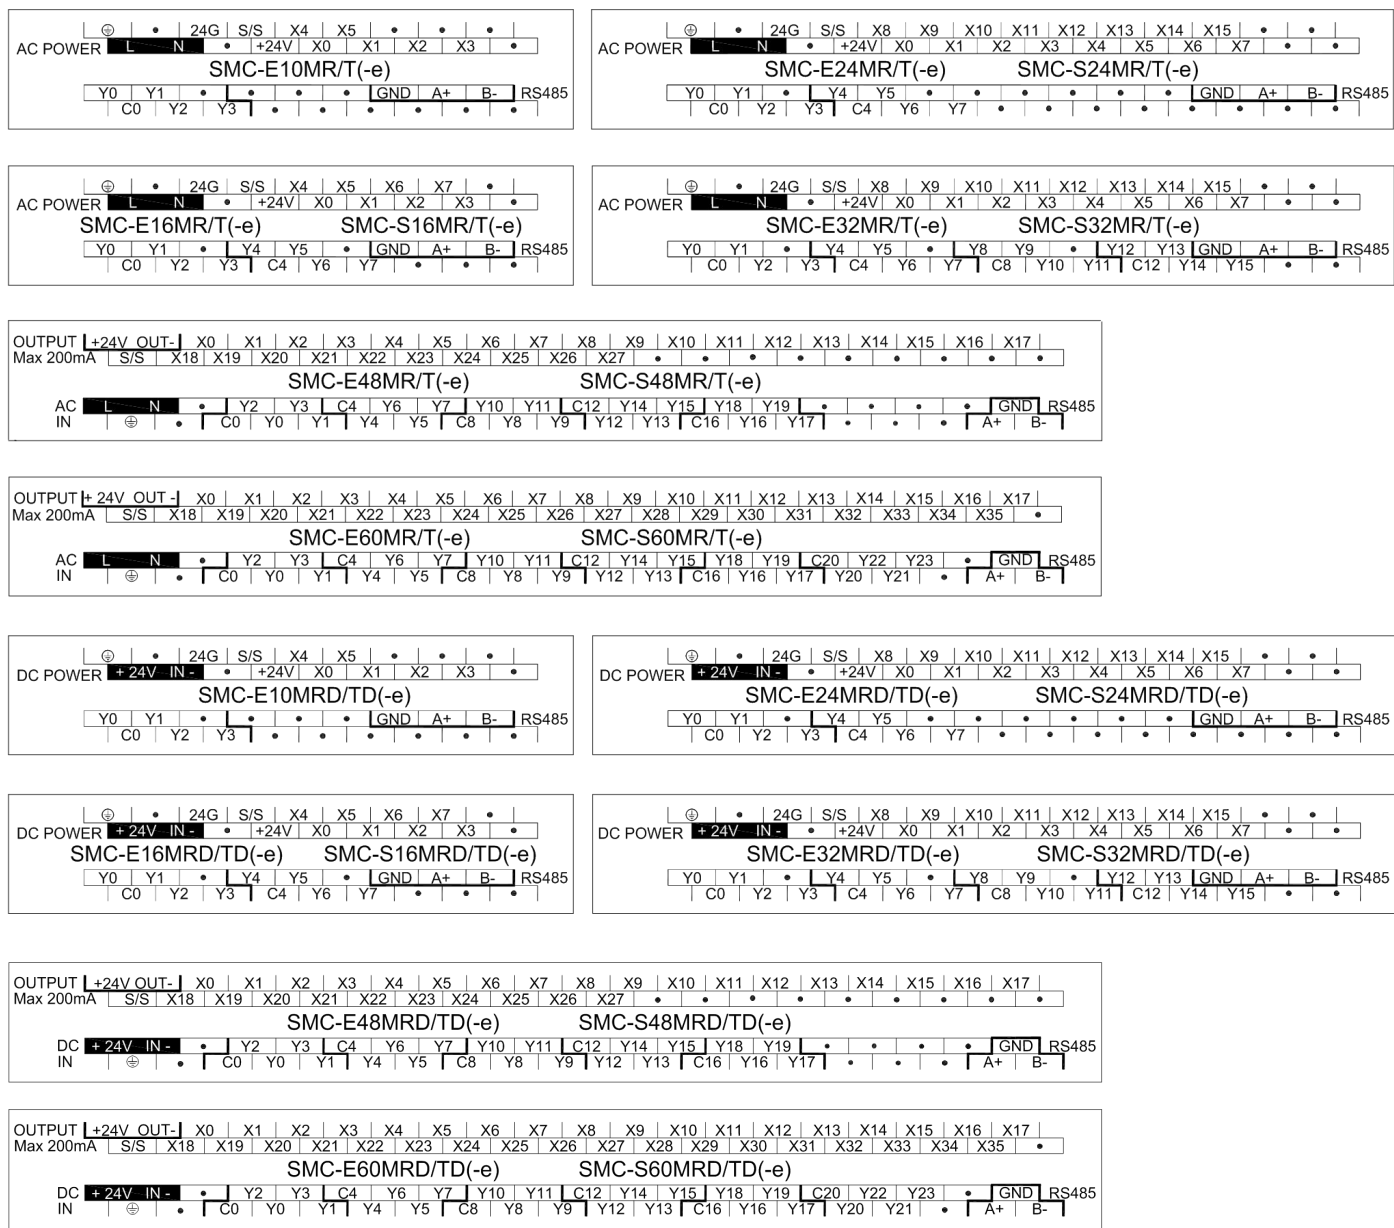 ⏚ • 24G S/S X4 X5 • • •
AC POWER L N • +24V X0 X1 X2 X3 •
SMC-E10MR/T(-e)
Y0 Y1 • • • • GND A+ B- RS485
C0 Y2 Y3 • • • • • •
⏚ • 24G S/S X8 X9 X10 X11 X12 X13 X14 X15 • •
AC POWER L N • +24V X0 X1 X2 X3 X4 X5 X6 X7 • •
SMC-E24MR/T(-e) SMC-S24MR/T(-e)
Y0 Y1 • Y4 Y5 • • • • • • GND A+ B- RS485
C0 Y2 Y3 C4 Y6 Y7 • • • • • • • •
⏚ • 24G S/S X4 X5 X6 X7 •
AC POWER L N • +24V X0 X1 X2 X3 •
SMC-E16MR/T(-e) SMC-S16MR/T(-e)
Y0 Y1 • Y4 Y5 • GND A+ B- RS485
C0 Y2 Y3 C4 Y6 Y7 • • •
⏚ • 24G S/S X8 X9 X10 X11 X12 X13 X14 X15 • •
AC POWER L N • +24V X0 X1 X2 X3 X4 X5 X6 X7 • •
SMC-E32MR/T(-e) SMC-S32MR/T(-e)
Y0 Y1 • Y4 Y5 • Y8 Y9 • Y12 Y13 GND A+ B- RS485
C0 Y2 Y3 C4 Y6 Y7 C8 Y10 Y11 C12 Y14 Y15 • •
OUTPUT +24V OUT- X0 X1 X2 X3 X4 X5 X6 X7 X8 X9 X10 X11 X12 X13 X14 X15 X16 X17
Max 200mA S/S X18 X19 X20 X21 X22 X23 X24 X25 X26 X27 • • • • • • • • •
SMC-E48MR/T(-e) SMC-S48MR/T(-e)
AC L N • Y2 Y3 C4 Y6 Y7 Y10 Y11 C12 Y14 Y15 Y18 Y19 • • • • GND RS485
IN ⏚ • C0 Y0 Y1 Y4 Y5 C8 Y8 Y9 Y12 Y13 C16 Y16 Y17 • • • A+ B-
OUTPUT + 24V OUT - X0 X1 X2 X3 X4 X5 X6 X7 X8 X9 X10 X11 X12 X13 X14 X15 X16 X17
Max 200mA S/S X18 X19 X20 X21 X22 X23 X24 X25 X26 X27 X28 X29 X30 X31 X32 X33 X34 X35 •
SMC-E60MR/T(-e) SMC-S60MR/T(-e)
AC L N • Y2 Y3 C4 Y6 Y7 Y10 Y11 C12 Y14 Y15 Y18 Y19 C20 Y22 Y23 • GND RS485
IN ⏚ • C0 Y0 Y1 Y4 Y5 C8 Y8 Y9 Y12 Y13 C16 Y16 Y17 Y20 Y21 • A+ B-
⏚ • 24G S/S X4 X5 • • •
DC POWER + 24V IN - • +24V X0 X1 X2 X3 •
SMC-E10MRD/TD(-e)
Y0 Y1 • • • • GND A+ B- RS485
C0 Y2 Y3 • • • • • •
⏚ • 24G S/S X8 X9 X10 X11 X12 X13 X14 X15 • •
DC POWER + 24V IN - • +24V X0 X1 X2 X3 X4 X5 X6 X7 • •
SMC-E24MRD/TD(-e) SMC-S24MRD/TD(-e)
Y0 Y1 • Y4 Y5 • • • • • • GND A+ B- RS485
C0 Y2 Y3 C4 Y6 Y7 • • • • • • • •
⏚ • 24G S/S X4 X5 X6 X7 •
DC POWER + 24V IN - • +24V X0 X1 X2 X3 •
SMC-E16MRD/TD(-e) SMC-S16MRD/TD(-e)
Y0 Y1 • Y4 Y5 • GND A+ B- RS485
C0 Y2 Y3 C4 Y6 Y7 • • •
⏚ • 24G S/S X8 X9 X10 X11 X12 X13 X14 X15 • •
DC POWER + 24V IN - • +24V X0 X1 X2 X3 X4 X5 X6 X7 • •
SMC-E32MRD/TD(-e) SMC-S32MRD/TD(-e)
Y0 Y1 • Y4 Y5 • Y8 Y9 • Y12 Y13 GND A+ B- RS485
C0 Y2 Y3 C4 Y6 Y7 C8 Y10 Y11 C12 Y14 Y15 • •
OUTPUT +24V OUT- X0 X1 X2 X3 X4 X5 X6 X7 X8 X9 X10 X11 X12 X13 X14 X15 X16 X17
Max 200mA S/S X18 X19 X20 X21 X22 X23 X24 X25 X26 X27 • • • • • • • • •
SMC-E48MRD/TD(-e) SMC-S48MRD/TD(-e)
DC + 24V IN - • Y2 Y3 C4 Y6 Y7 Y10 Y11 C12 Y14 Y15 Y18 Y19 • • • • GND RS485
IN ⏚ • C0 Y0 Y1 Y4 Y5 C8 Y8 Y9 Y12 Y13 C16 Y16 Y17 • • • A+ B-
OUTPUT +24V OUT- X0 X1 X2 X3 X4 X5 X6 X7 X8 X9 X10 X11 X12 X13 X14 X15 X16 X17
Max 200mA S/S X18 X19 X20 X21 X22 X23 X24 X25 X26 X27 X28 X29 X30 X31 X32 X33 X34 X35 •
SMC-E60MRD/TD(-e) SMC-S60MRD/TD(-e)
DC + 24V IN - • Y2 Y3 C4 Y6 Y7 Y10 Y11 C12 Y14 Y15 Y18 Y19 C20 Y22 Y23 • GND RS485
IN ⏚ • C0 Y0 Y1 Y4 Y5 C8 Y8 Y9 Y12 Y13 C16 Y16 Y17 Y20 Y21 • A+ B-